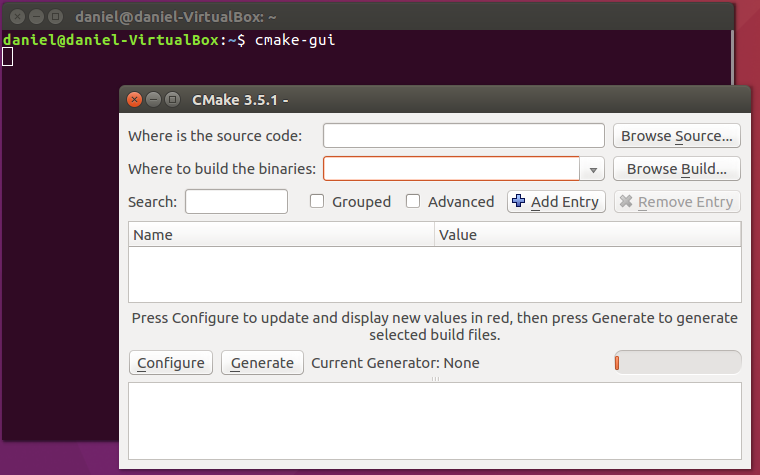 daniel@daniel-VirtualBox: ~
daniel@daniel-VirtualBox:~$ cmake-gui
CMake 3.5.1 -
Where is the source code: Browse Source...
Where to build the binaries: Browse Build...
Search: Grouped Advanced Add Entry Remove Entry
Name Value
Press Configure to update and display new values in red, then press Generate to generate
selected build files.
Configure Generate Current Generator: None